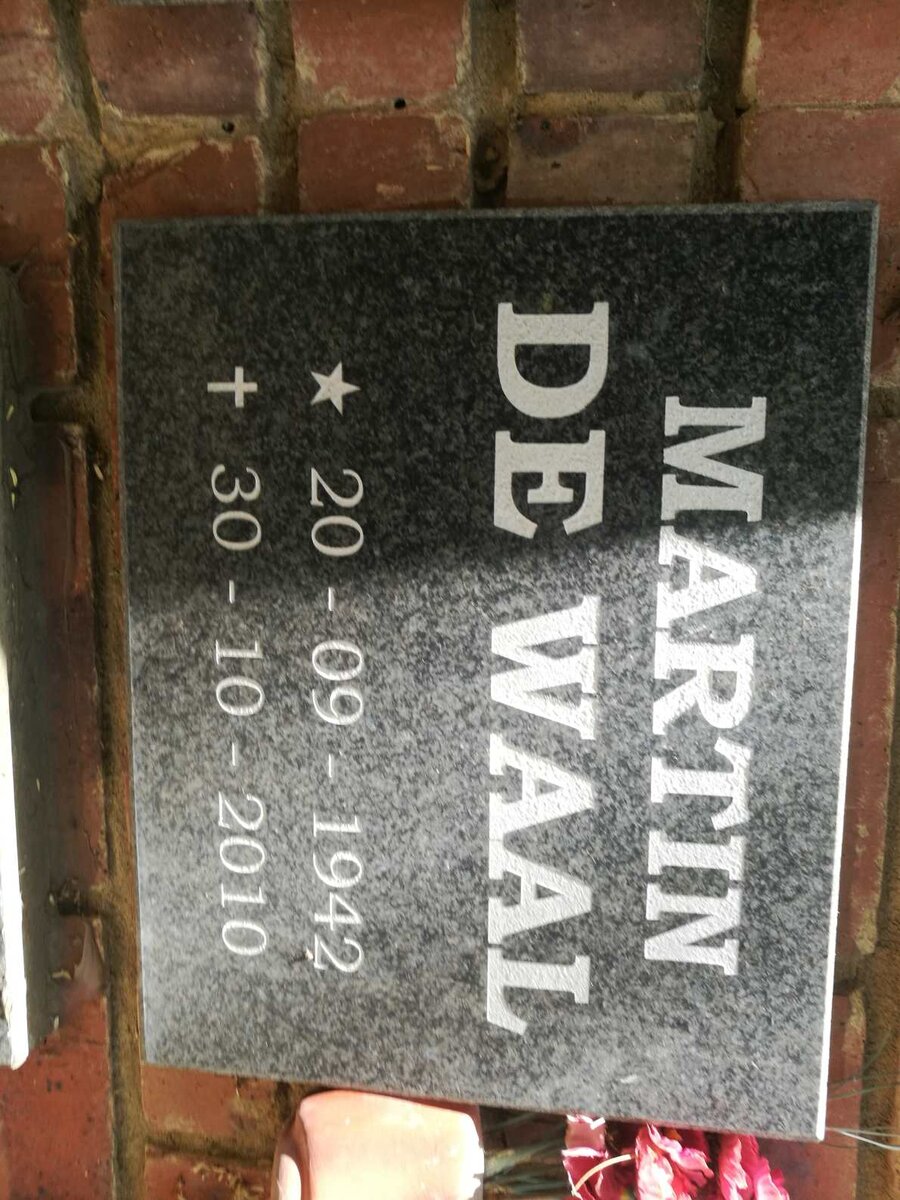 MARTIN
DE WAAL
★ 20 - 09 - 1942
✝ 30 - 10 - 2010